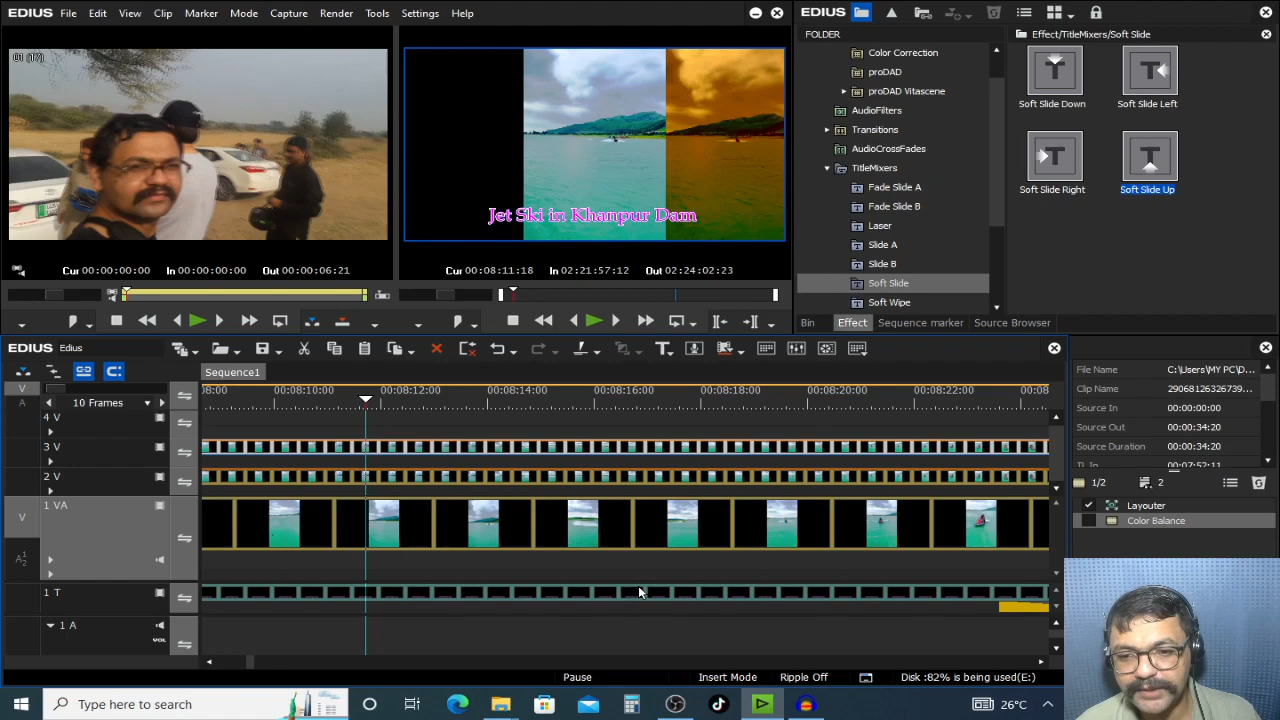 EDIUS File Edit View Clip Marker Mode Capture Render Tools Settings Help
EDIUS
FOLDER
Effect/TitleMixers/Soft Slide
Color Correction
proDAD
proDAD Vitascene
AudioFilters
Transitions
AudioCrossFades
TitleMixers
Fade Slide A
Fade Slide B
Laser
Slide A
Slide B
Soft Slide
Soft Wipe
Soft Slide Down
Soft Slide Left
Soft Slide Right
Soft Slide Up
Jet Ski in Khanpur Dam
Cur 00:00:00:00 In 00:00:00:00 Out 00:00:06:21
Cur 00:08:11:18 In 02:21:57:12 Out 02:24:02:23
Bin Effect Sequence marker Source Browser
EDIUS Edius
Sequence1
V
A
10 Frames
8:00 00:08:10:00 00:08:12:00 00:08:14:00 00:08:16:00 00:08:18:00 00:08:20:00 00:08:22:00 00:08
4 V
3 V
2 V
1 VA
V
1 T
1 A
VOL
File Name C:\Users\MY PC\D...
Clip Name 29068126326739...
Source In 00:00:00:00
Source Out 00:00:34:20
Source Duration 00:00:34:20
TL In 00:07:52:11
1/2 2
Layouter
Color Balance
Pause Insert Mode Ripple Off Disk :82% is being used(E:)
Type here to search
26°C